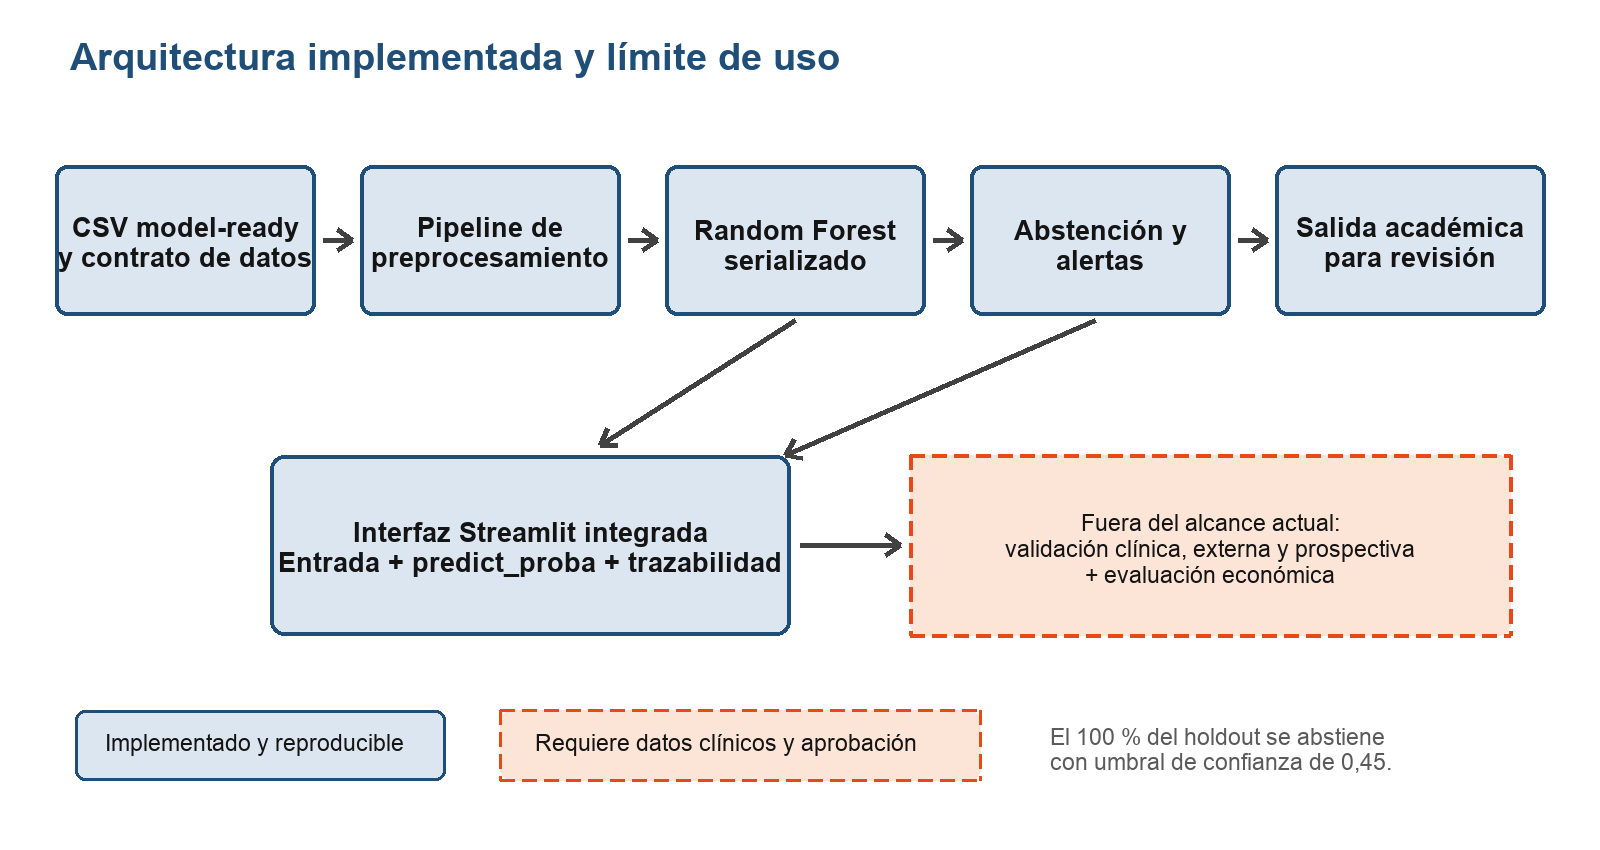 Arquitectura implementada y límite de uso
CSV model-ready
y contrato de datos
Pipeline de
preprocesamiento
Random Forest
serializado
Abstención y
alertas
Salida académica
para revisión
Interfaz Streamlit integrada
Entrada + predict_proba + trazabilidad
Fuera del alcance actual:
validación clínica, externa y prospectiva
+ evaluación económica
Implementado y reproducible
Requiere datos clínicos y aprobación
El 100 % del holdout se abstiene
con umbral de confianza de 0,45.